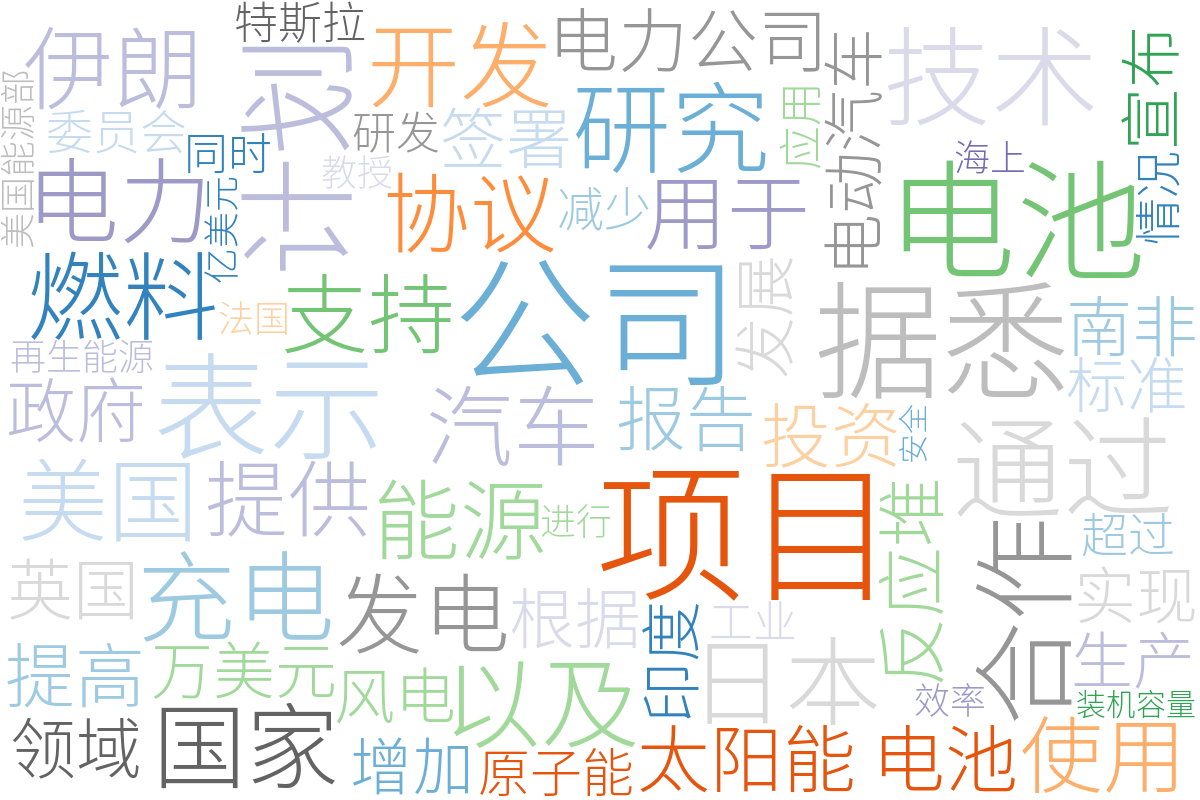 特斯拉
电力公司
伊朗
计划
开发
研究
技术
宣布
美国能源部
委员会
同时
研发
签署
应用
电动汽车
海上
电力
亿美元
教授
协议
减少
用于
电池
情况
燃料
法国
支持
公司
发展
据悉
南非
再生能源
政府
表示
汽车
报告
投资
安全
标准
美国
提供
能源
进行
项目
反应堆
通过
超过
英国
充电
发电
根据
印度
工业
日本
合作
实现
提高
万美元
风电
以及
效率
生产
装机容量
领域
国家
增加
原子能
太阳能 电池
使用